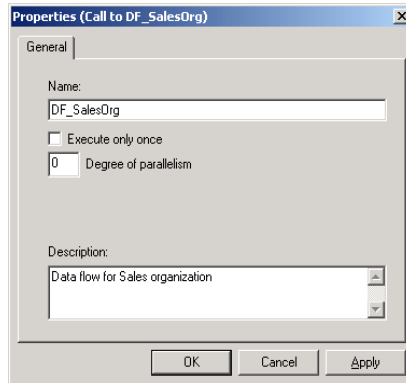 Properties (Call to DF_SalesOrg)
General
Name:
DF_SalesOrg
Execute only once
0 Degree of parallelism
Description:
Data flow for Sales organization
OK Cancel Apply